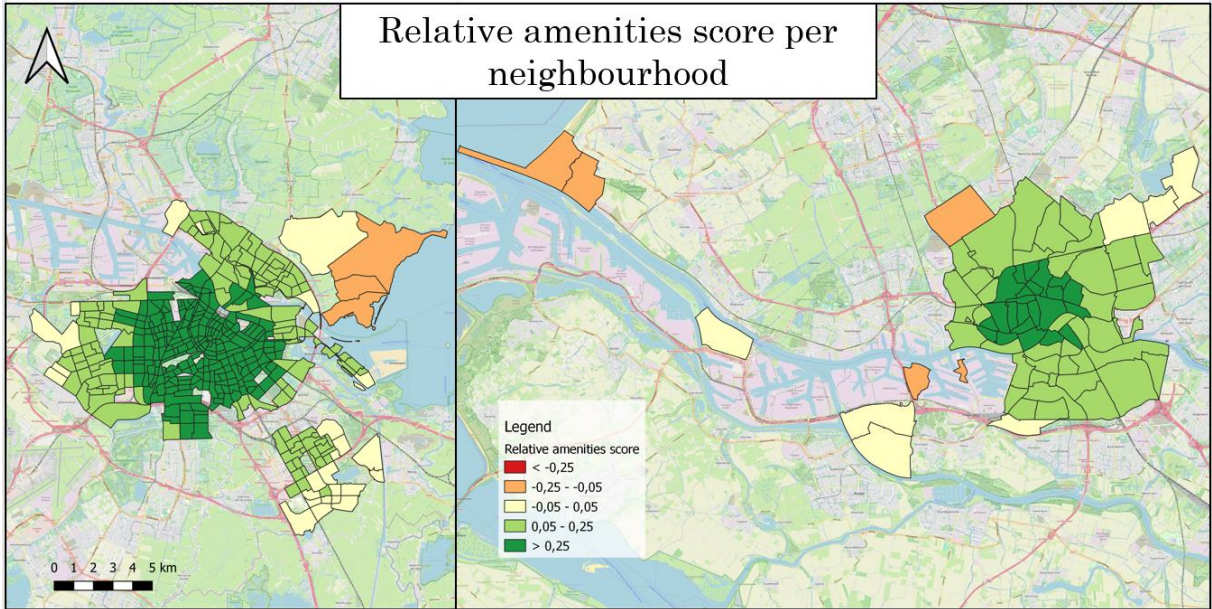 Relative amenities score per
neighbourhood
Legend
Relative amenities score
< -0,25
-0,25 - -0,05
-0,05 - 0,05
0,05 - 0,25
> 0,25
0 1 2 3 4 5 km